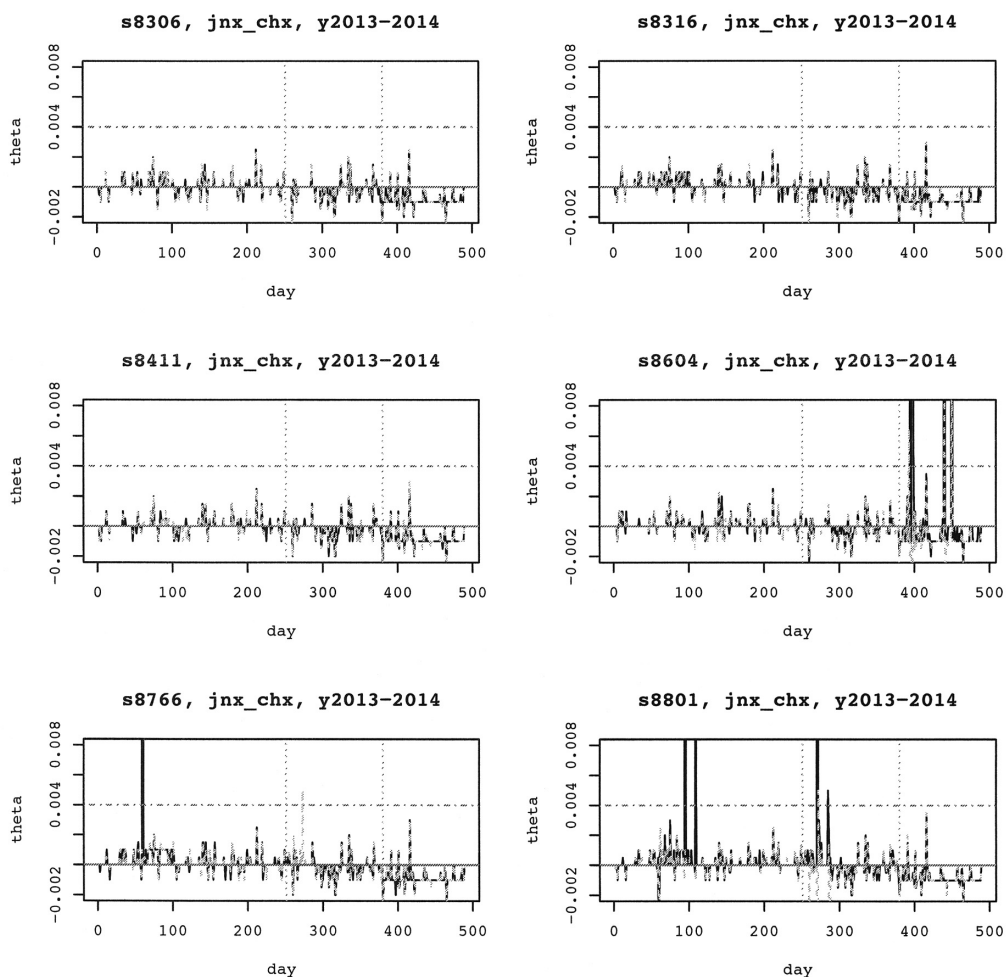 s8306, jnx_chx, y2013-2014
theta
0.008
0.004
-0.002
0 100 200 300 400 500
day
s8316, jnx_chx, y2013-2014
theta
0.008
0.004
-0.002
0 100 200 300 400 500
day
s8411, jnx_chx, y2013-2014
theta
0.008
0.004
-0.002
0 100 200 300 400 500
day
s8604, jnx_chx, y2013-2014
theta
0.008
0.004
-0.002
0 100 200 300 400 500
day
s8766, jnx_chx, y2013-2014
theta
0.008
0.004
-0.002
0 100 200 300 400 500
day
s8801, jnx_chx, y2013-2014
theta
0.008
0.004
-0.002
0 100 200 300 400 500
day